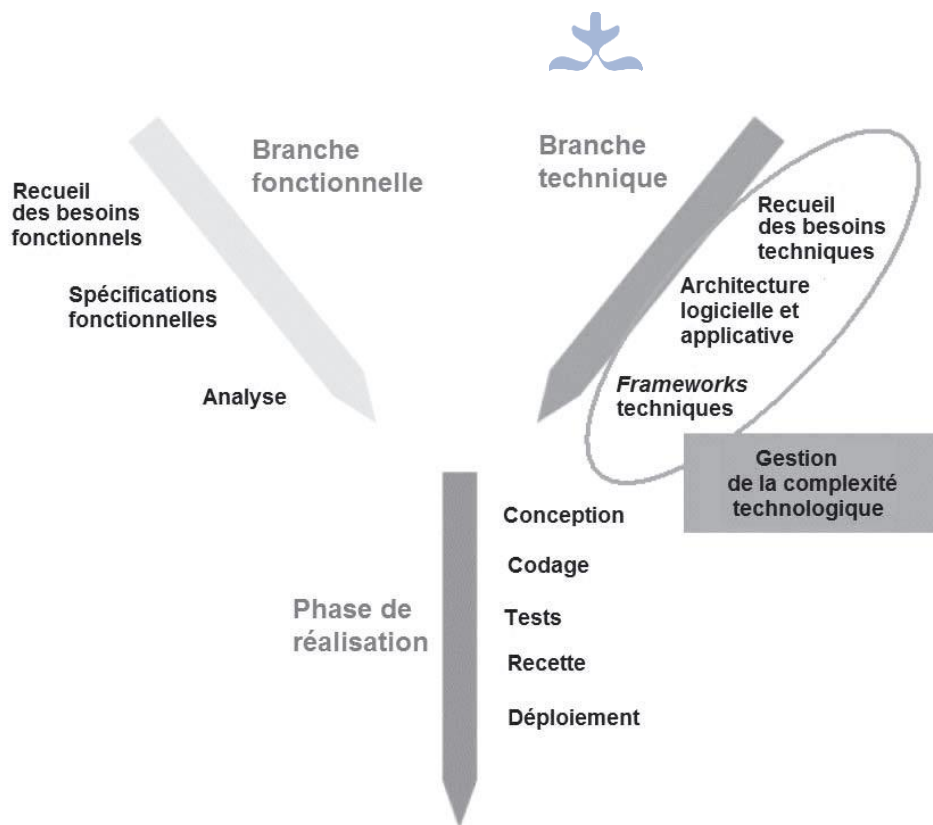 Branche
fonctionnelle
Recueil
des besoins
fonctionnels
Spécifications
fonctionnelles
Analyse
Branche
technique
Recueil
des besoins
techniques
Architecture
logicielle et
applicative
Frameworks
techniques
Gestion
de la complexité
technologique
Phase de
réalisation
Conception
Codage
Tests
Recette
Déploiement